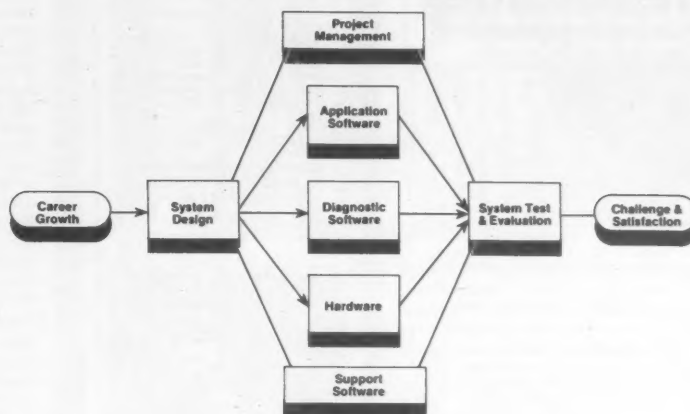 Project
Management
Application
Software
Career
Growth
System
Design
Diagnostic
Software
System Test
& Evaluation
Challenge &
Satisfaction
Hardware
Support
Software